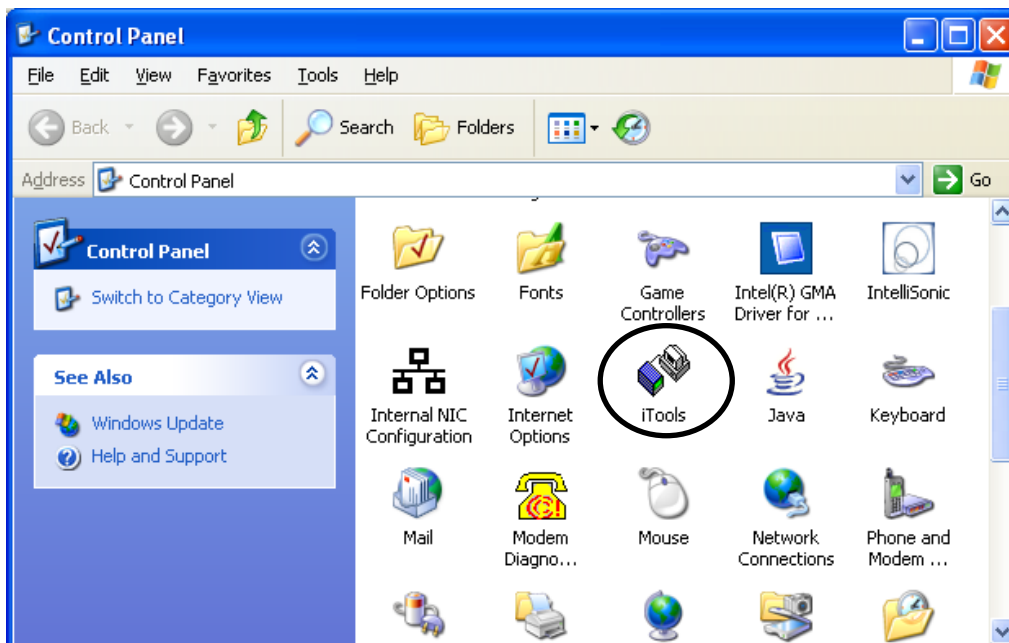 Control Panel
File Edit View Favorites Tools Help
Back Search Folders
Address Control Panel Go
Control Panel
Switch to Category View
See Also
Windows Update
Help and Support
Folder Options Fonts Game Intel(R) GMA IntelliSonic
Controllers Driver for ...
Internal NIC Internet iTools Java Keyboard
Configuration Options
Mail Modem Mouse Network Phone and
Diagno... Connections Modem ...